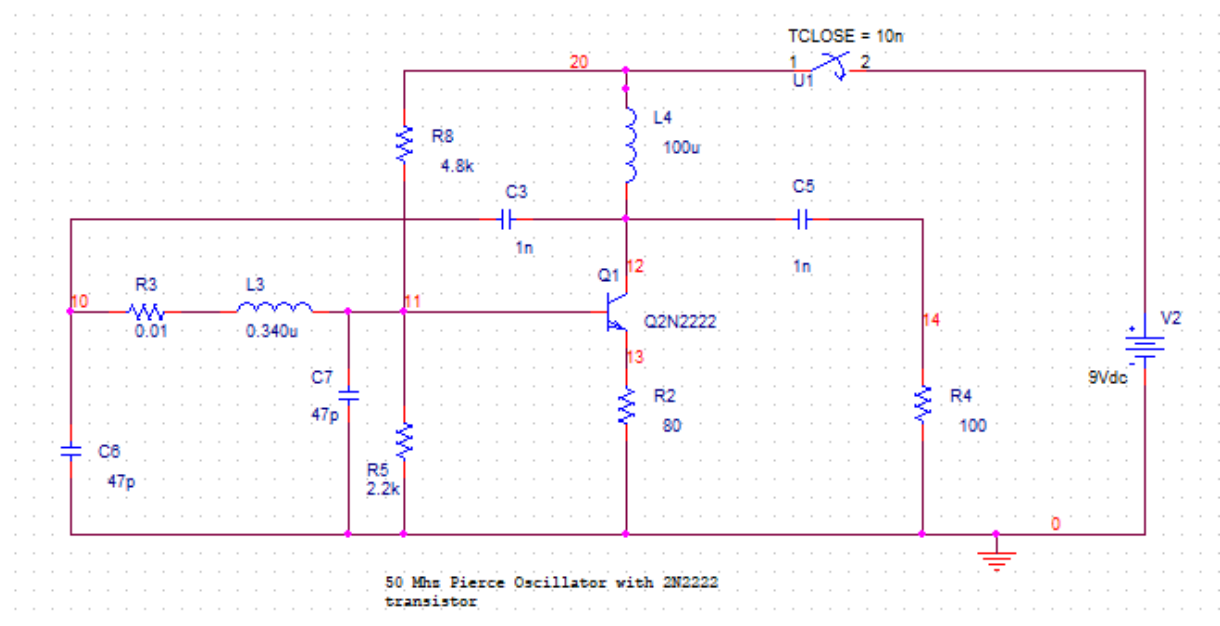 TCLOSE = 10n
20
1
2
U1
L4
100u
R8
4.8k
C3
1n
C5
1n
Q1
12
Q2N2222
13
10
R3
0.01
L3
0.340u
11
14
V2
9Vdc
C7
47p
R2
80
R4
100
C6
47p
R5
2.2k
0
50 Mhs Pierce Oscillator with 2N2222
transistor